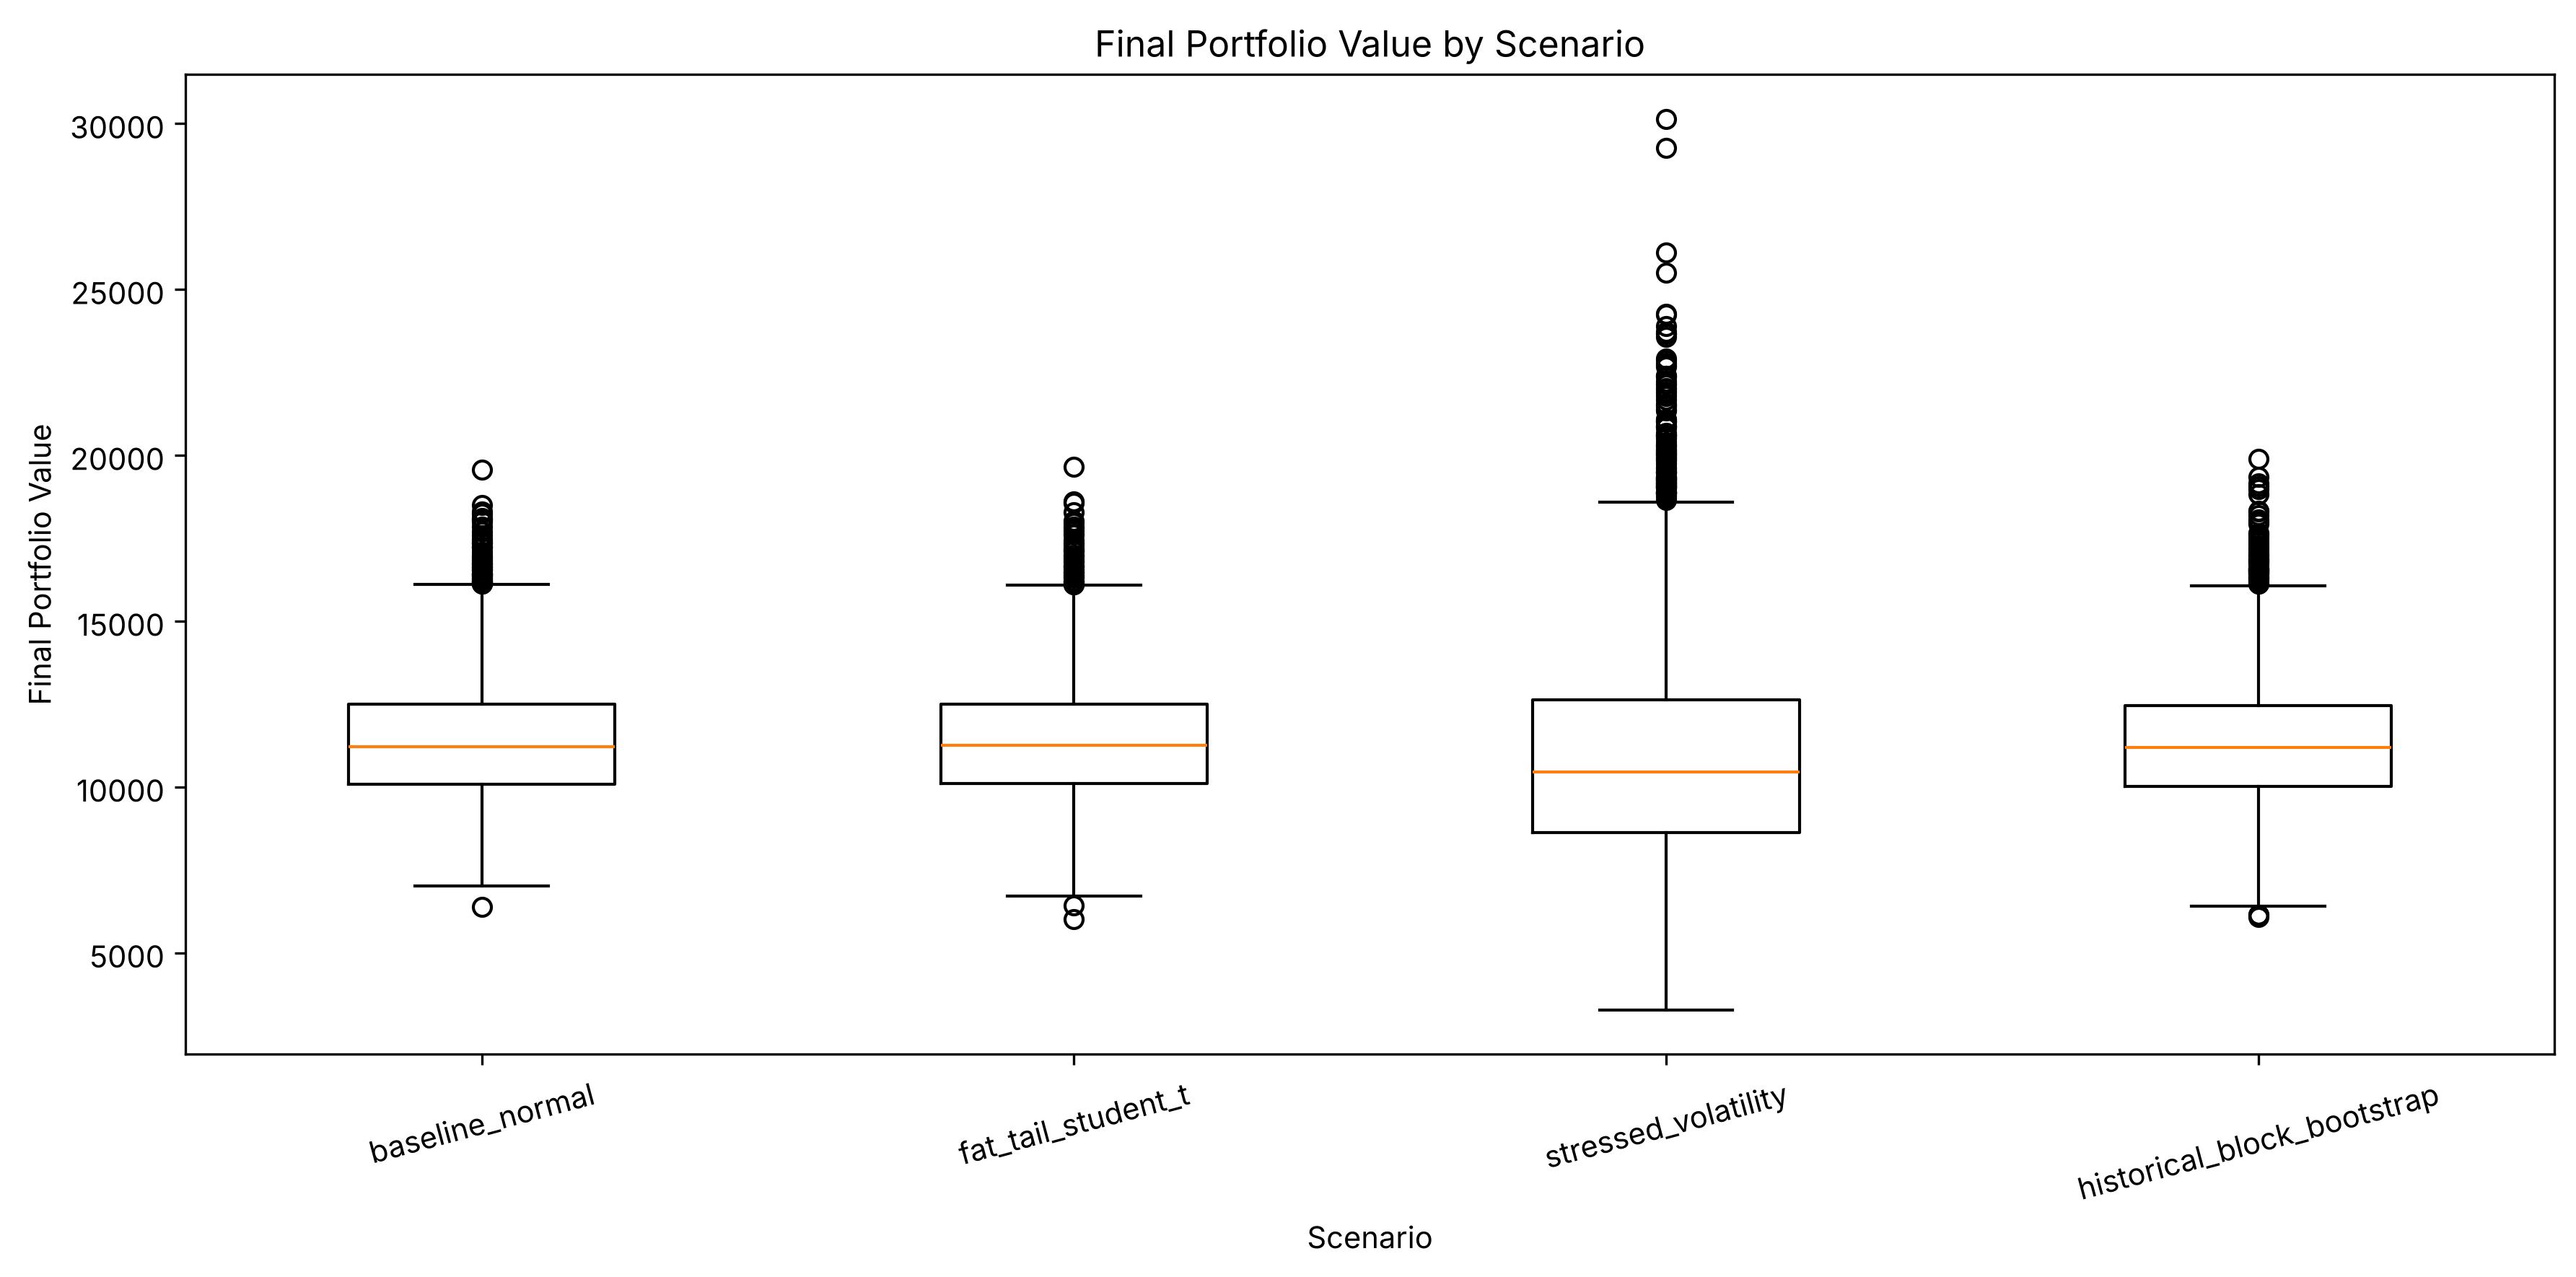 Final Portfolio Value by Scenario
Final Portfolio Value
30000
25000
20000
15000
10000
5000
baseline_normal
fat_tail_student_t
stressed_volatility
historical_block_bootstrap
Scenario